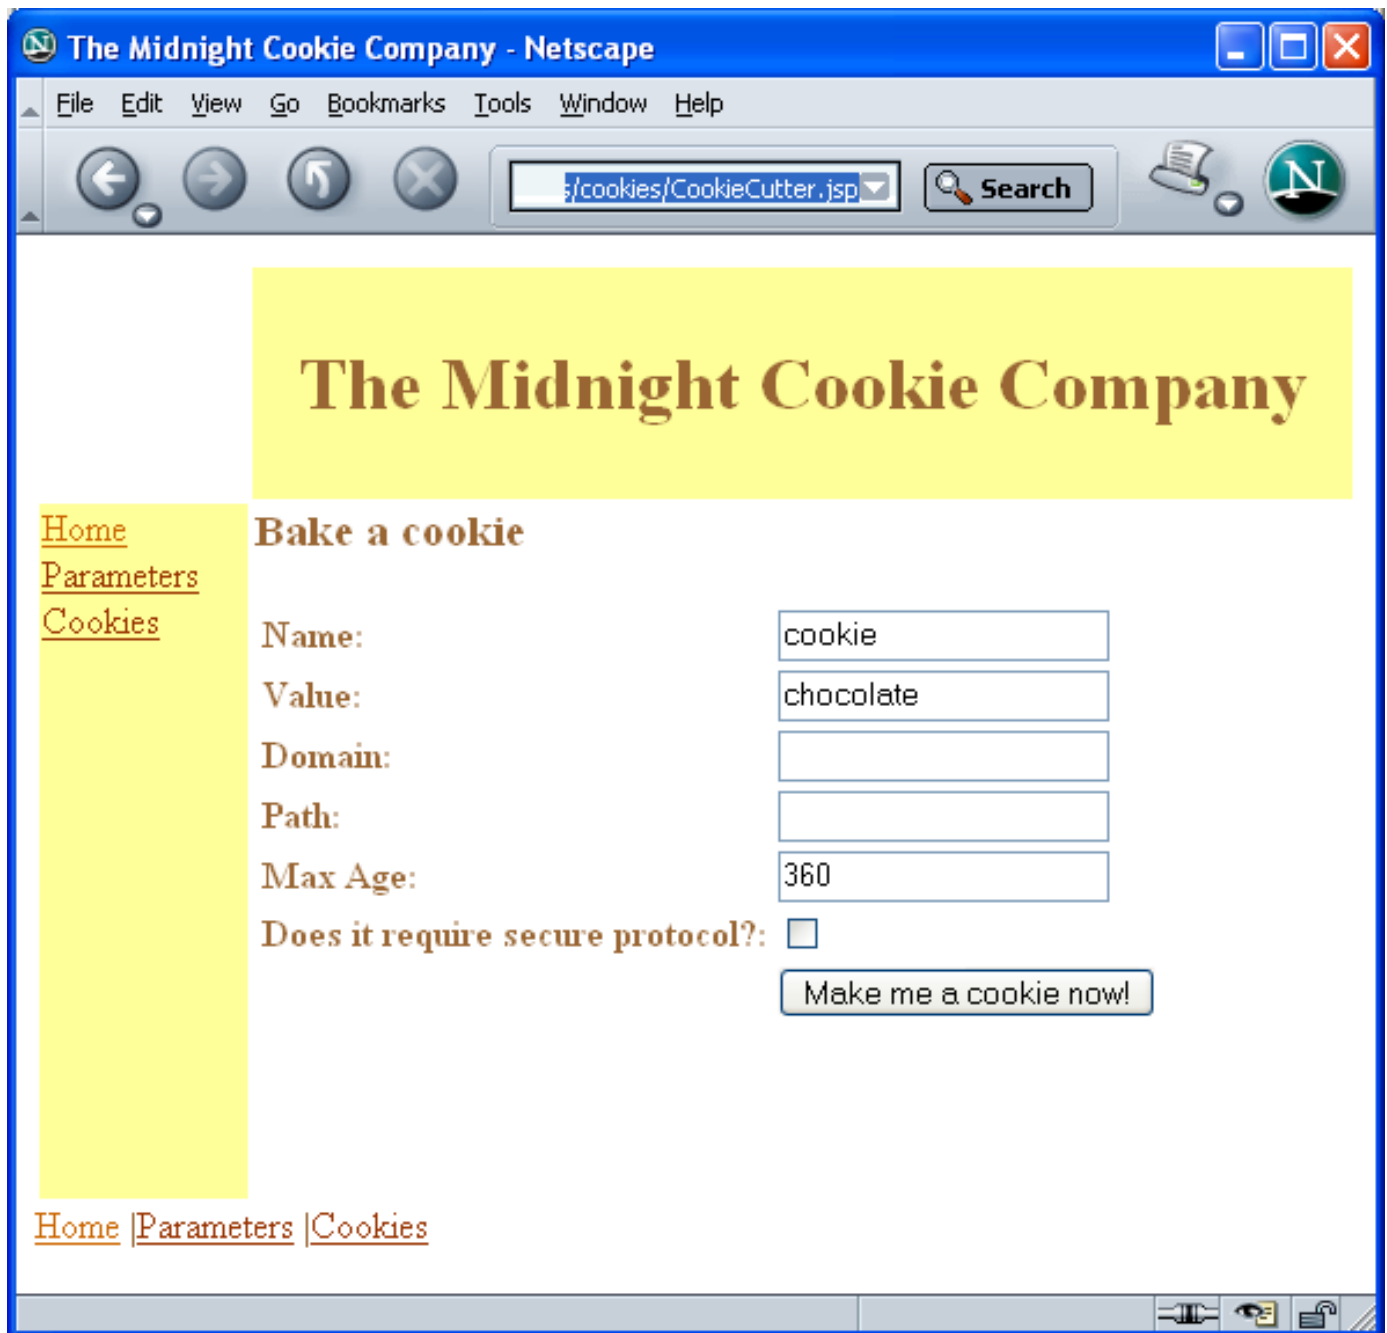 The Midnight Cookie Company - Netscape
File Edit View Go Bookmarks Tools Window Help
s/cookies/CookieCutter.jsp Search N
The Midnight Cookie Company
Home
Parameters
Cookies
Bake a cookie
Name: cookie
Value: chocolate
Domain:
Path:
Max Age: 360
Does it require secure protocol?:
Make me a cookie now!
Home |Parameters |Cookies